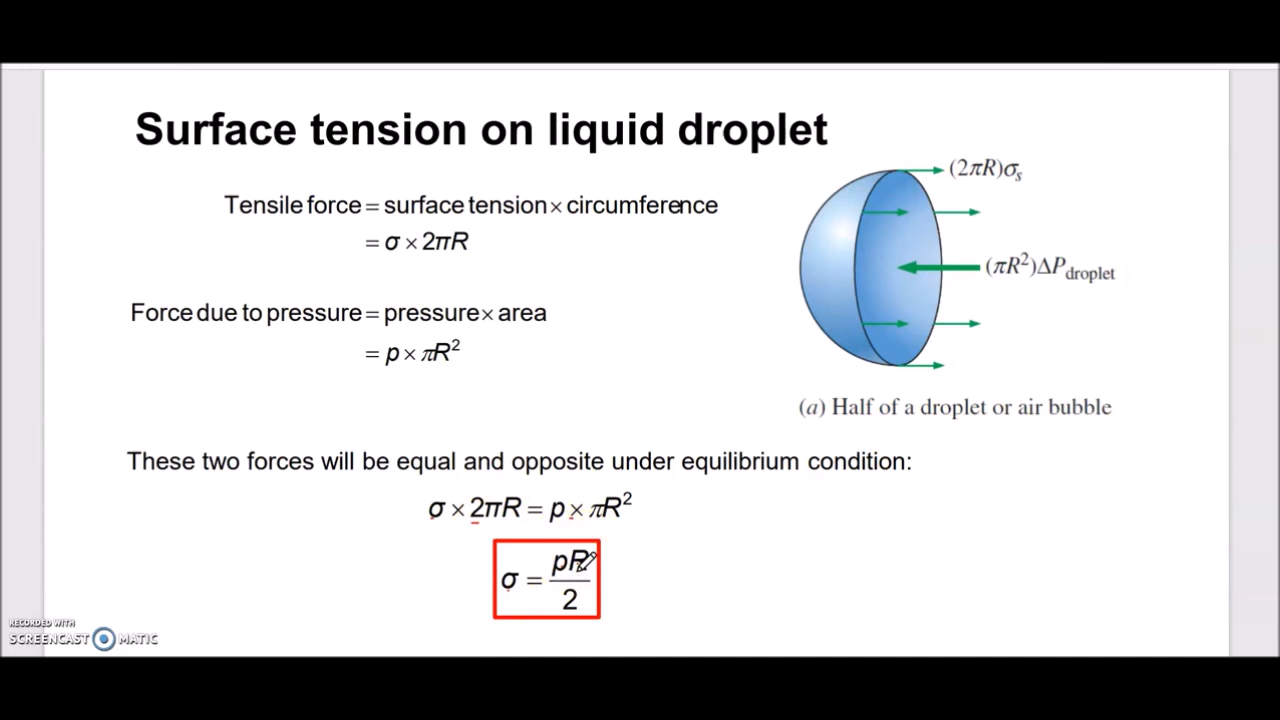 Surface tension on liquid droplet
Tensile force = surface tension × circumference
= σ × 2πR
Force due to pressure = pressure × area
= p × πR²
(2πR)σₛ
(πR²)ΔP_droplet
(a) Half of a droplet or air bubble
These two forces will be equal and opposite under equilibrium condition:
σ × 2πR = p × πR²
σ = pR/2
RECORDED WITH
SCREENCAST MATIC